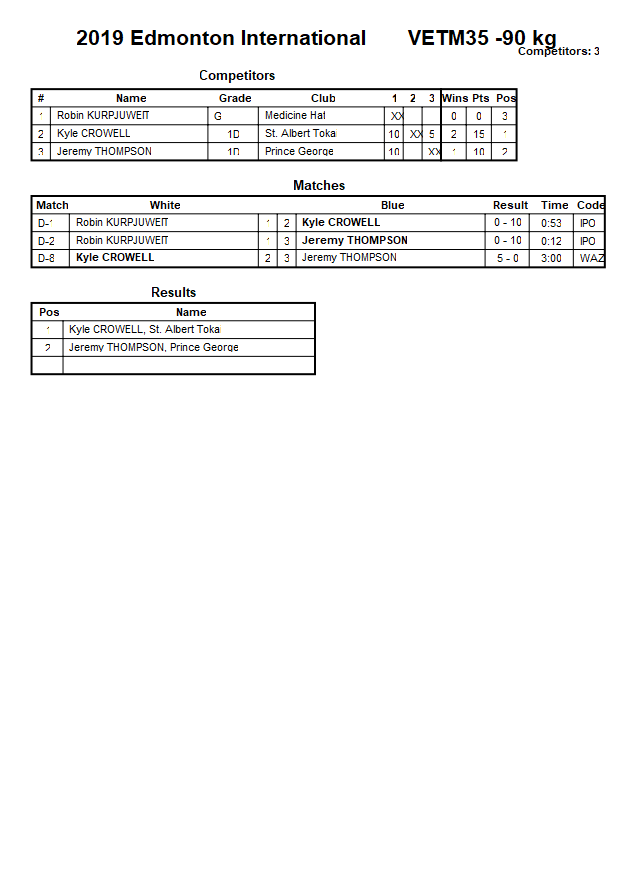 2019 Edmonton International VETM35 -90 kg
Competitors: 3
Competitors
# Name Grade Club 1 2 3 Wins Pts Pos
1 Robin KURPJUWEIT G Medicine Hat XX 0 0 3
2 Kyle CROWELL 1D St. Albert Tokai 10 XX 5 2 15 1
3 Jeremy THOMPSON 1D Prince George 10 XX 1 10 2
Matches
Match White Blue Result Time Code
D-1 Robin KURPJUWEIT 1 2 Kyle CROWELL 0 - 10 0:53 IPO
D-2 Robin KURPJUWEIT 1 3 Jeremy THOMPSON 0 - 10 0:12 IPO
D-8 Kyle CROWELL 2 3 Jeremy THOMPSON 5 - 0 3:00 WAZ
Results
Pos Name
1 Kyle CROWELL, St. Albert Tokai
2 Jeremy THOMPSON, Prince George